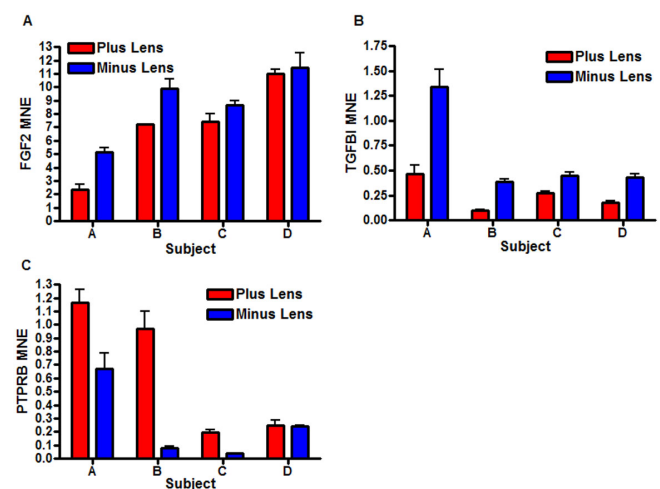 A
FGF2 MNE
13
12
11
10
9
8
7
6
5
4
3
2
1
0
Plus Lens
Minus Lens
A B C D
Subject
B
TGFBI MNE
1.75
1.50
1.25
1.00
0.75
0.50
0.25
0.00
Plus Lens
Minus Lens
A B C D
Subject
C
PTPRB MNE
1.3
1.2
1.1
1.0
0.9
0.8
0.7
0.6
0.5
0.4
0.3
0.2
0.1
0.0
Plus Lens
Minus Lens
A B C D
Subject